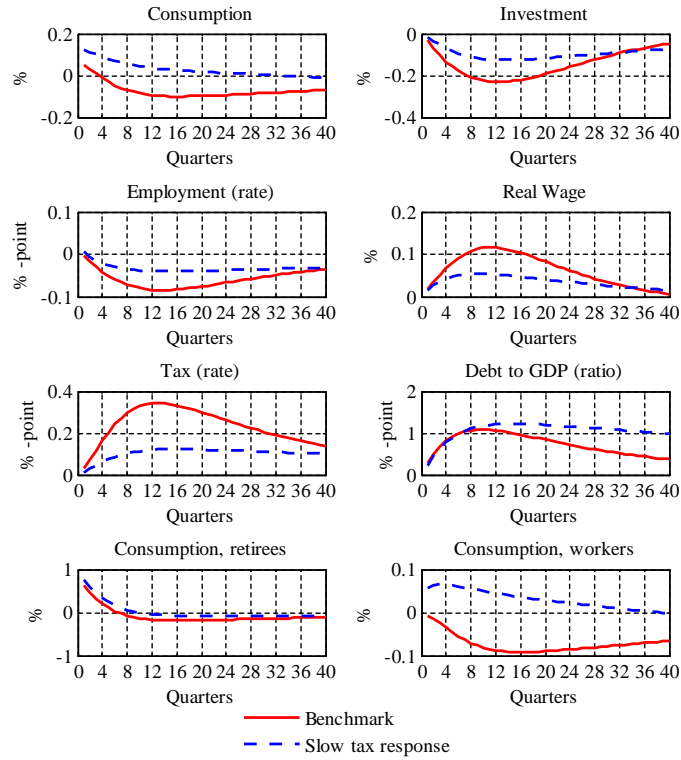 Consumption
Investment
0.2
0
-0.2
%
0 4 8 12 16 20 24 28 32 36 40
Quarters
0
-0.2
-0.4
%
0 4 8 12 16 20 24 28 32 36 40
Quarters
Employment (rate)
Real Wage
0.1
0
-0.1
% -point
0 4 8 12 16 20 24 28 32 36 40
Quarters
0.2
0.1
0
%
0 4 8 12 16 20 24 28 32 36 40
Quarters
Tax (rate)
Debt to GDP (ratio)
0.4
0.2
0
% -point
0 4 8 12 16 20 24 28 32 36 40
Quarters
2
1
0
% -point
0 4 8 12 16 20 24 28 32 36 40
Quarters
Consumption, retirees
Consumption, workers
1
0
-1
%
0 4 8 12 16 20 24 28 32 36 40
Quarters
0.1
0
-0.1
%
0 4 8 12 16 20 24 28 32 36 40
Quarters
Benchmark
Slow tax response